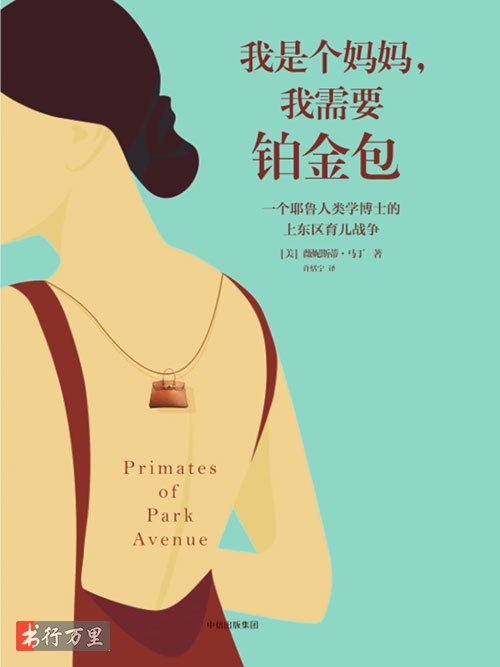 我是个妈妈，
我需要
铂金包
一个耶鲁人类学博士的
上东区育儿战争
［美］薇妮斯蒂·马丁 著
许恬宁 译
Primates
of
Park
Avenue
中信出版集团
书行万里